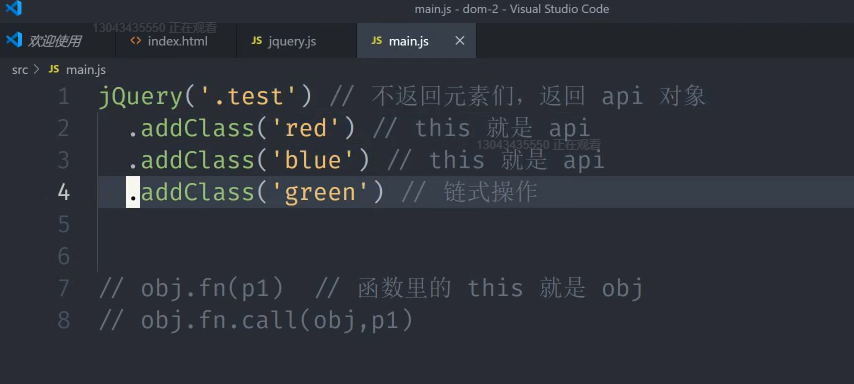 main.js - dom-2 - Visual Studio Code
13043435550 正在观看
欢迎使用
<> index.html
JS jquery.js
JS main.js ×
src > JS main.js
1 jQuery('.test') // 不返回元素们，返回 api 对象
2 .addClass('red') // this 就是 api
13043435550 正在观看
3 .addClass('blue') // this 就是 api
4 .addClass('green') // 链式操作
5
6
7 // obj.fn(p1)  // 函数里的 this 就是 obj
8 // obj.fn.call(obj,p1)